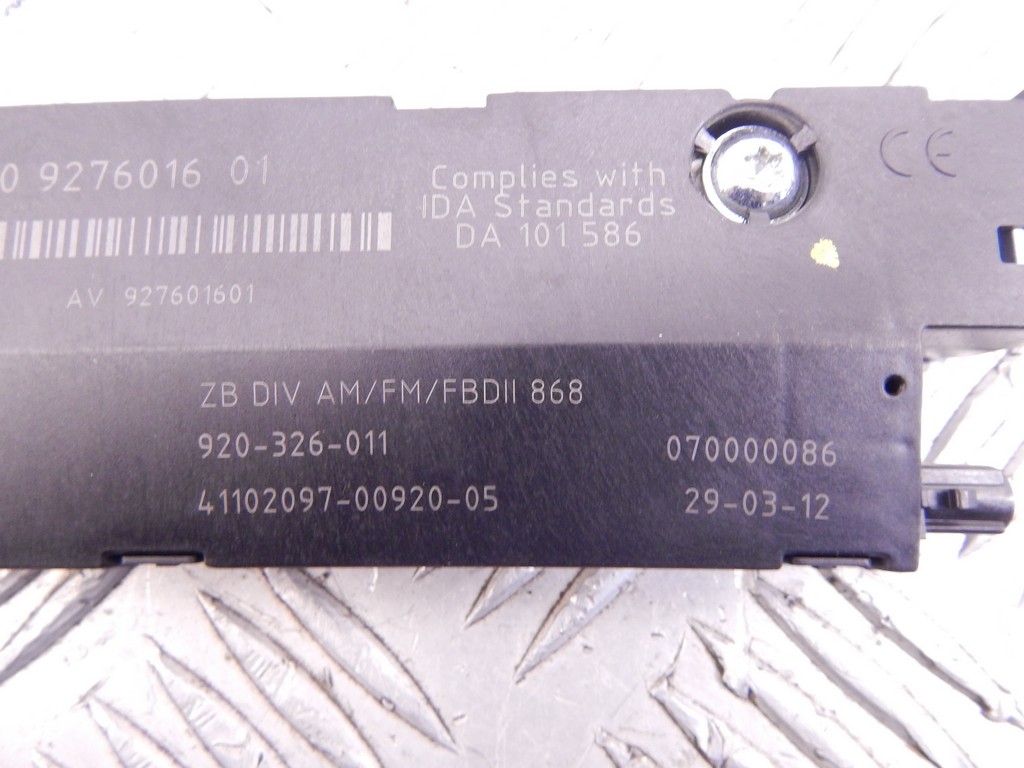 0 9276016 01
Complies with
IDA Standards
DA 101 586
CE
AV 927601601
ZB DIV AM/FM/FBDII 868
920-326-011
070000086
41102097-00920-05
29-03-12